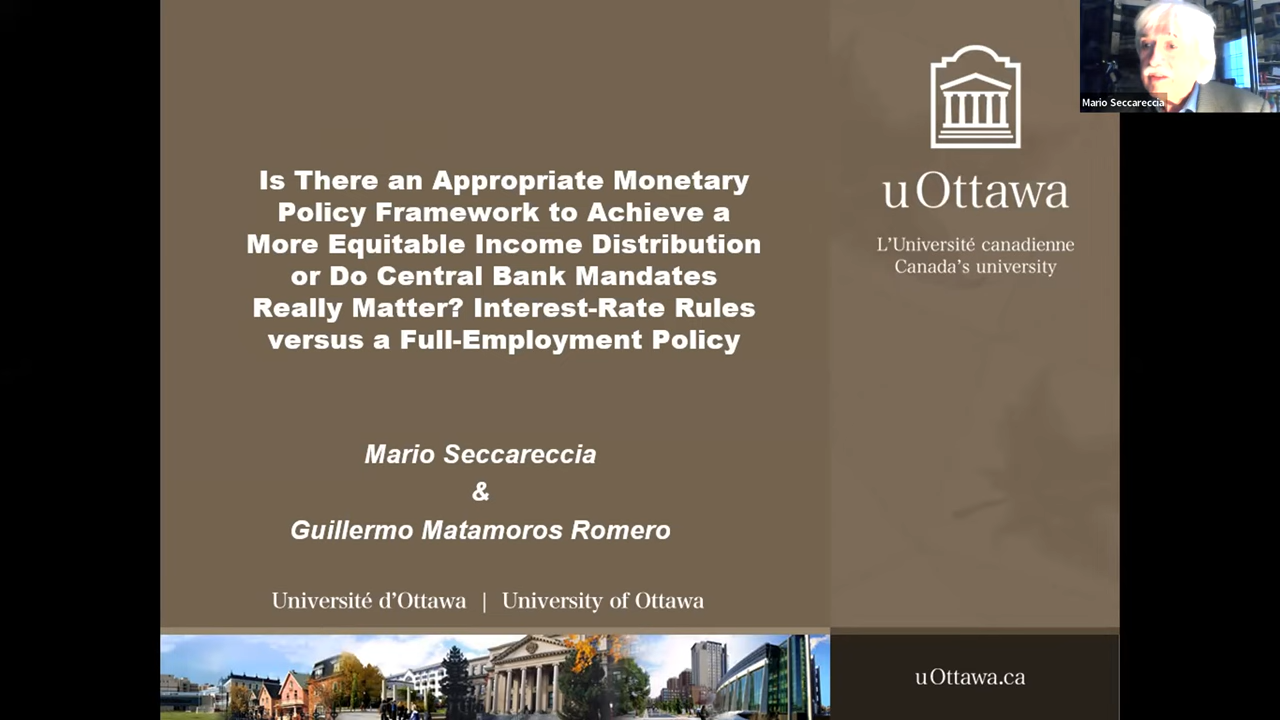 Is There an Appropriate Monetary
Policy Framework to Achieve a
More Equitable Income Distribution
or Do Central Bank Mandates
Really Matter? Interest-Rate Rules
versus a Full-Employment Policy
Mario Seccareccia
&
Guillermo Matamoros Romero
Université d'Ottawa | University of Ottawa
uOttawa
L'Université canadienne
Canada's university
uOttawa.ca
Mario Seccareccia